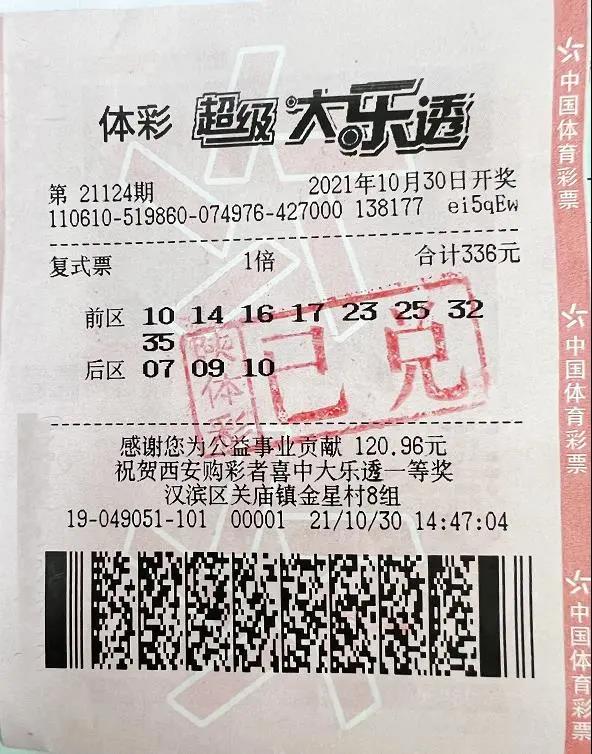 体彩 超级大乐透
第 21124期 2021年10月30日开奖
110610-519860-074976-427000 138177 ei5qEw
复式票 1倍 合计336元
前区 10 14 16 17 23 25 32
35
后区 07 09 10
陕体彩 已兑
感谢您为公益事业贡献 120.96元
祝贺西安购彩者喜中大乐透一等奖
汉滨区关庙镇金星村8组
19-049051-101 00001 21/10/30 14:47:04
中国体育彩票
中国体育彩票
中国体育彩票